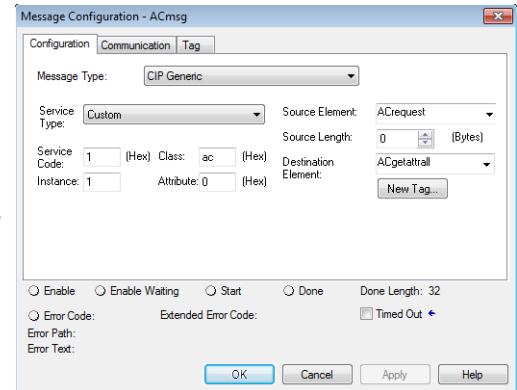 Message Configuration - ACmsg
Configuration Communication Tag
Message Type: CIP Generic
Service Type: Custom
Source Element: ACrequest
Source Length: 0 (Bytes)
Service Code: 1 (Hex) Class: ac (Hex)
Destination Element: ACgetattrall
Instance: 1 Attribute: 0 (Hex)
New Tag...
Enable Enable Waiting Start Done Done Length: 32
Error Code: Extended Error Code: Timed Out
Error Path:
Error Text:
OK Cancel Apply Help